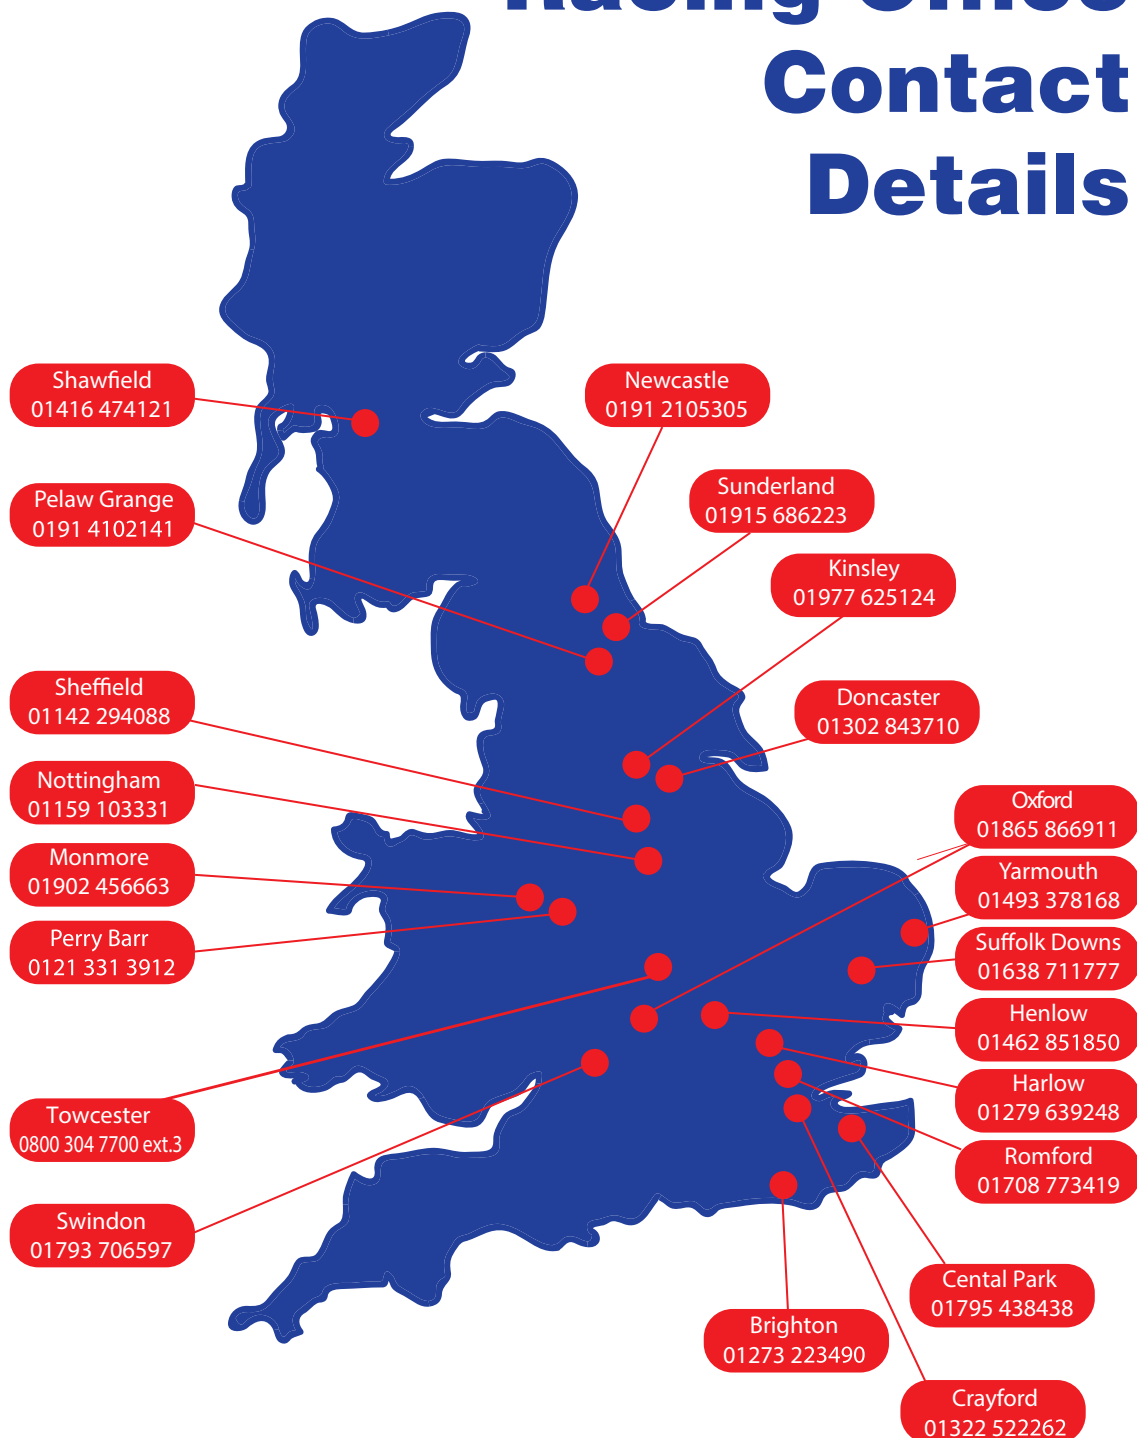 Racing Office
Contact
Details
Shawfield
01416 474121
Newcastle
0191 2105305
Sunderland
01915 686223
Pelaw Grange
0191 4102141
Kinsley
01977 625124
Sheffield
01142 294088
Doncaster
01302 843710
Nottingham
01159 103331
Oxford
01865 866911
Monmore
01902 456663
Yarmouth
01493 378168
Perry Barr
0121 331 3912
Suffolk Downs
01638 711777
Henlow
01462 851850
Harlow
01279 639248
Towcester
0800 304 7700 ext.3
Romford
01708 773419
Swindon
01793 706597
Cental Park
01795 438438
Brighton
01273 223490
Crayford
01322 522262